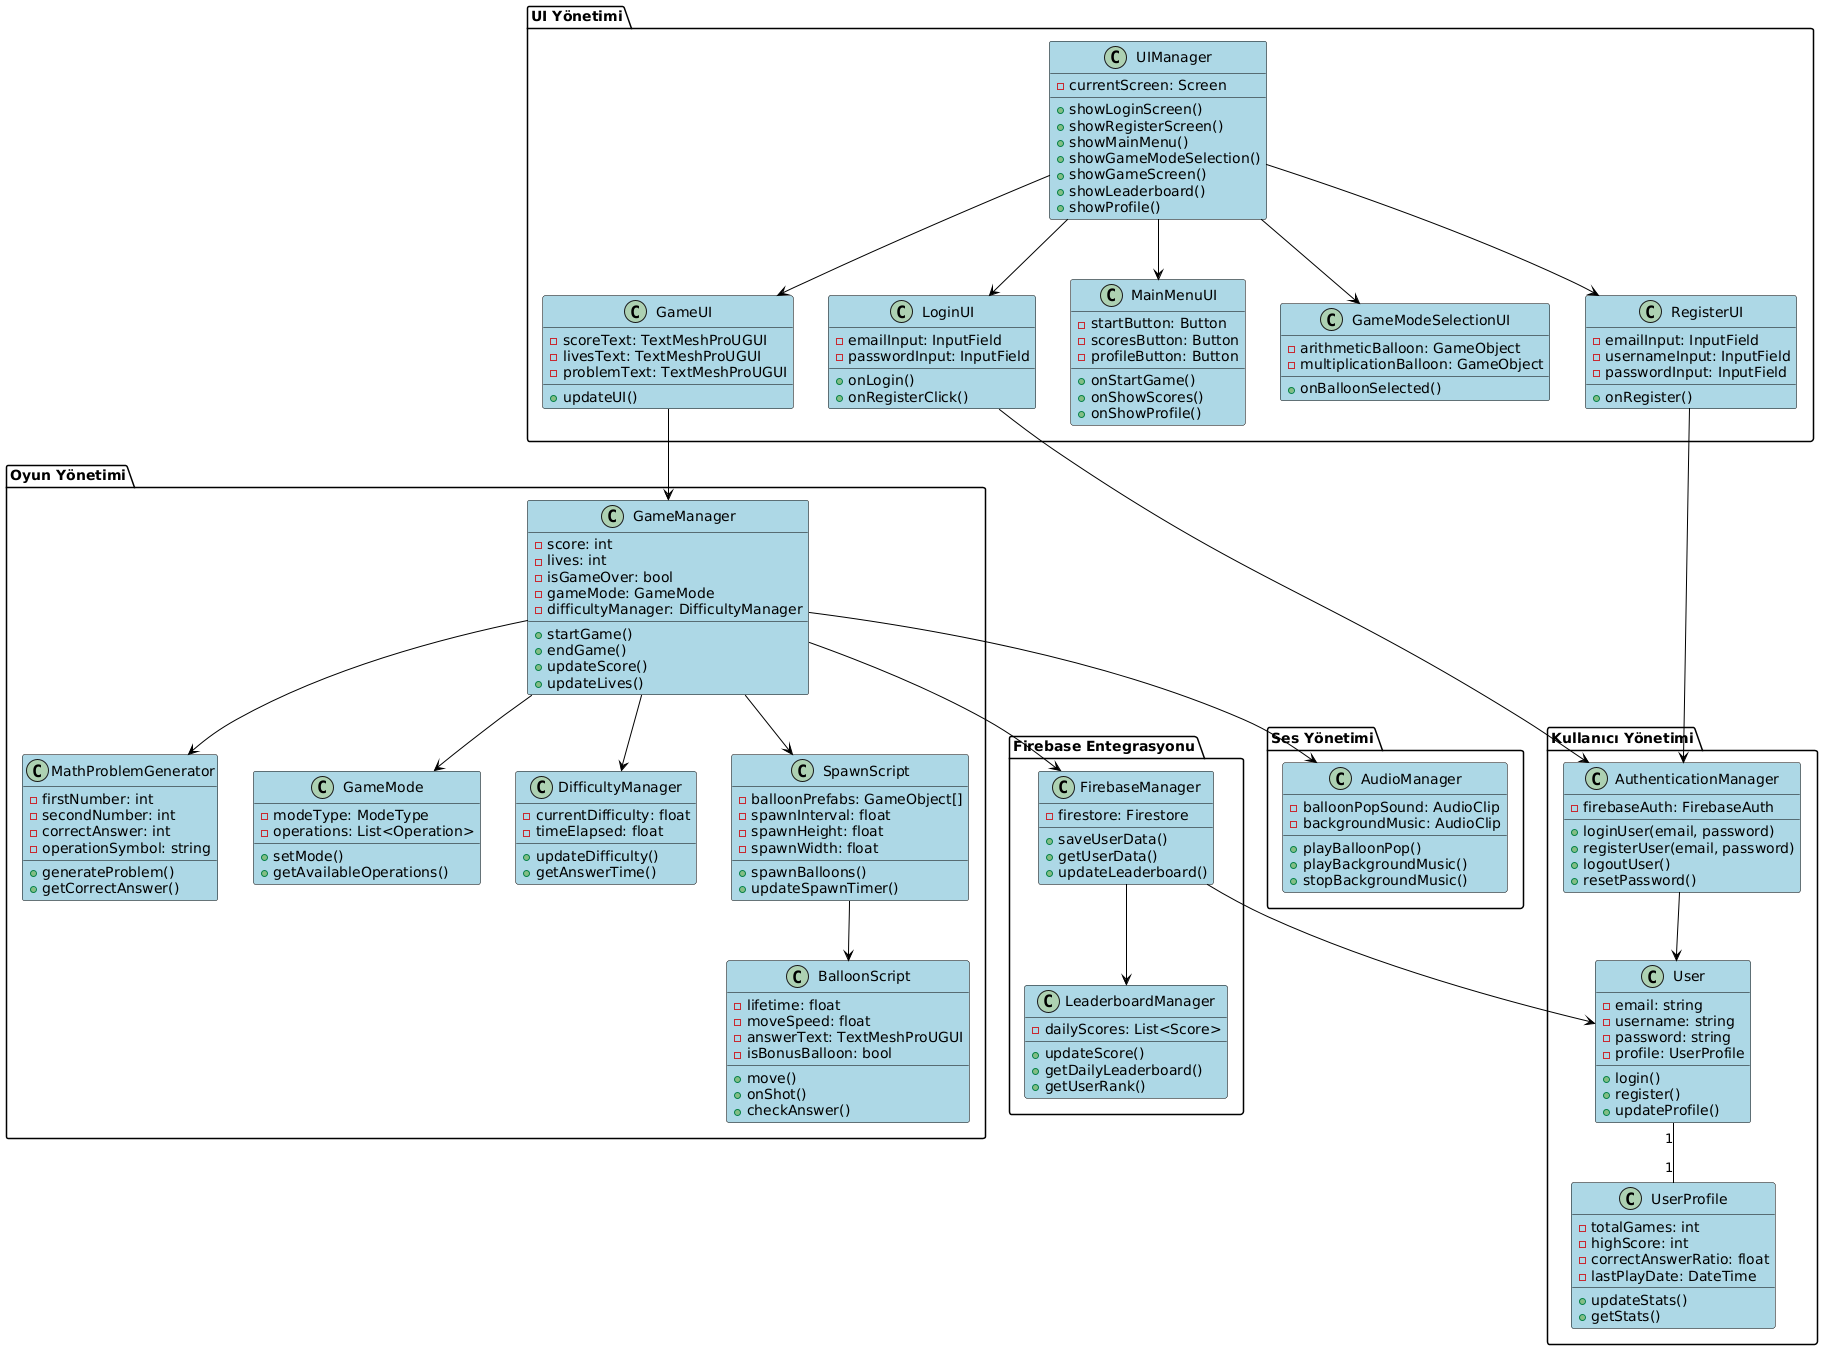 UI Yönetimi
C UIManager
currentScreen: Screen
showLoginScreen()
showRegisterScreen()
showMainMenu()
showGameModeSelection()
showGameScreen()
showLeaderboard()
showProfile()
C GameUI
scoreText: TextMeshProUGUI
livesText: TextMeshProUGUI
problemText: TextMeshProUGUI
updateUI()
C LoginUI
emailInput: InputField
passwordInput: InputField
onLogin()
onRegisterClick()
C MainMenuUI
startButton: Button
scoresButton: Button
profileButton: Button
onStartGame()
onShowScores()
onShowProfile()
C GameModeSelectionUI
arithmeticBalloon: GameObject
multiplicationBalloon: GameObject
onBalloonSelected()
C RegisterUI
emailInput: InputField
usernameInput: InputField
passwordInput: InputField
onRegister()
Oyun Yönetimi
C GameManager
score: int
lives: int
isGameOver: bool
gameMode: GameMode
difficultyManager: DifficultyManager
startGame()
endGame()
updateScore()
updateLives()
C MathProblemGenerator
firstNumber: int
secondNumber: int
correctAnswer: int
operationSymbol: string
generateProblem()
getCorrectAnswer()
C GameMode
modeType: ModeType
operations: List<Operation>
setMode()
getAvailableOperations()
C DifficultyManager
currentDifficulty: float
timeElapsed: float
updateDifficulty()
getAnswerTime()
C SpawnScript
balloonPrefabs: GameObject[]
spawnInterval: float
spawnHeight: float
spawnWidth: float
spawnBalloons()
updateSpawnTimer()
C BalloonScript
lifetime: float
moveSpeed: float
answerText: TextMeshProUGUI
isBonusBalloon: bool
move()
onShot()
checkAnswer()
Firebase Entegrasyonu
C FirebaseManager
firestore: Firestore
saveUserData()
getUserData()
updateLeaderboard()
C LeaderboardManager
dailyScores: List<Score>
updateScore()
getDailyLeaderboard()
getUserRank()
Ses Yönetimi
C AudioManager
balloonPopSound: AudioClip
backgroundMusic: AudioClip
playBalloonPop()
playBackgroundMusic()
stopBackgroundMusic()
Kullanıcı Yönetimi
C AuthenticationManager
firebaseAuth: FirebaseAuth
loginUser(email, password)
registerUser(email, password)
logoutUser()
resetPassword()
C User
email: string
username: string
password: string
profile: UserProfile
login()
register()
updateProfile()
1
1
C UserProfile
totalGames: int
highScore: int
correctAnswerRatio: float
lastPlayDate: DateTime
updateStats()
getStats()